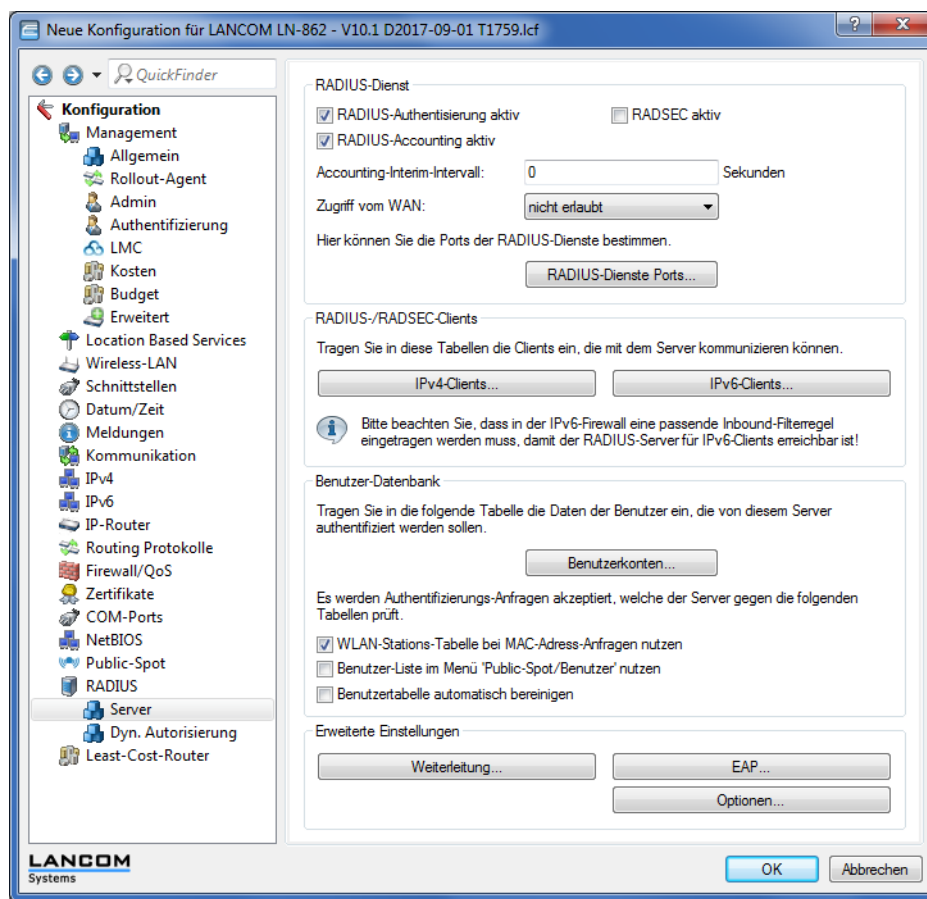 Neue Konfiguration für LANCOM LN-862 - V10.1 D2017-09-01 T1759.lcf
QuickFinder
Konfiguration
Management
Allgemein
Rollout-Agent
Admin
Authentifizierung
LMC
Kosten
Budget
Erweitert
Location Based Services
Wireless-LAN
Schnittstellen
Datum/Zeit
Meldungen
Kommunikation
IPv4
IPv6
IP-Router
Routing Protokolle
Firewall/QoS
Zertifikate
COM-Ports
NetBIOS
Public-Spot
RADIUS
Server
Dyn. Autorisierung
Least-Cost-Router
RADIUS-Dienst
RADIUS-Authentisierung aktiv
RADSEC aktiv
RADIUS-Accounting aktiv
Accounting-Interim-Intervall: 0 Sekunden
Zugriff vom WAN: nicht erlaubt
Hier können Sie die Ports der RADIUS-Dienste bestimmen.
RADIUS-Dienste Ports...
RADIUS-/RADSEC-Clients
Tragen Sie in diese Tabellen die Clients ein, die mit dem Server kommunizieren können.
IPv4-Clients...
IPv6-Clients...
Bitte beachten Sie, dass in der IPv6-Firewall eine passende Inbound-Filterregel
eingetragen werden muss, damit der RADIUS-Server für IPv6-Clients erreichbar ist!
Benutzer-Datenbank
Tragen Sie in die folgende Tabelle die Daten der Benutzer ein, die von diesem Server
authentifiziert werden sollen.
Benutzerkonten...
Es werden Authentifizierungs-Anfragen akzeptiert, welche der Server gegen die folgenden
Tabellen prüft.
WLAN-Stations-Tabelle bei MAC-Adress-Anfragen nutzen
Benutzer-Liste im Menü 'Public-Spot/Benutzer' nutzen
Benutzertabelle automatisch bereinigen
Erweiterte Einstellungen
Weiterleitung...
EAP...
Optionen...
LANCOM
Systems
OK
Abbrechen